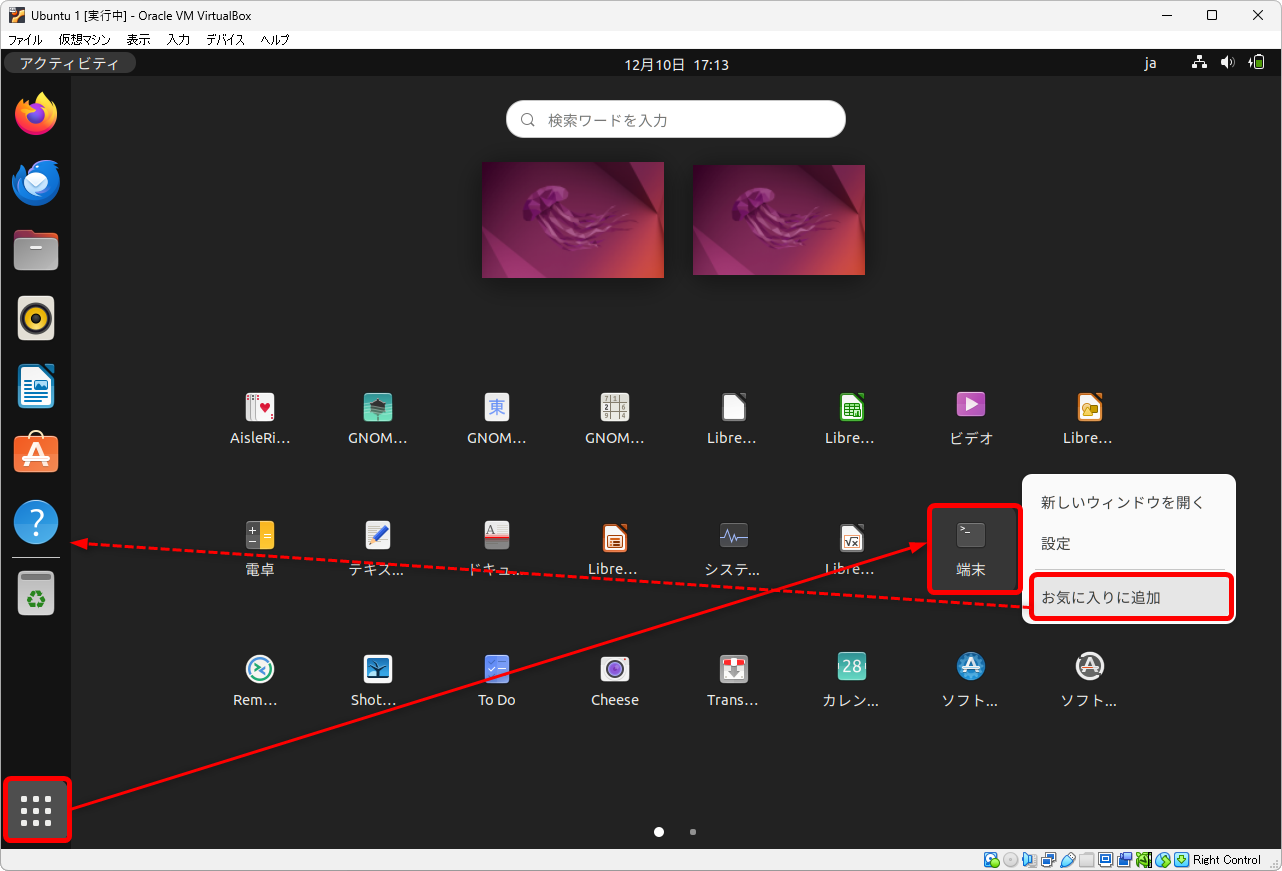 Ubuntu 1 [実行中] - Oracle VM VirtualBox
ファイル 仮想マシン 表示 入力 デバイス ヘルプ
アクティビティ 12月10日 17:13 ja
検索ワードを入力
AisleRi... GNOM... GNOM... GNOM... Libre... Libre... ビデオ Libre...
新しいウィンドウを開く
設定
お気に入りに追加
電卓 テキス... ドキュ... Libre... システ... Libre... 端末
28
Rem... Shot... To Do Cheese Trans... カレン... ソフト... ソフト...
Right Control